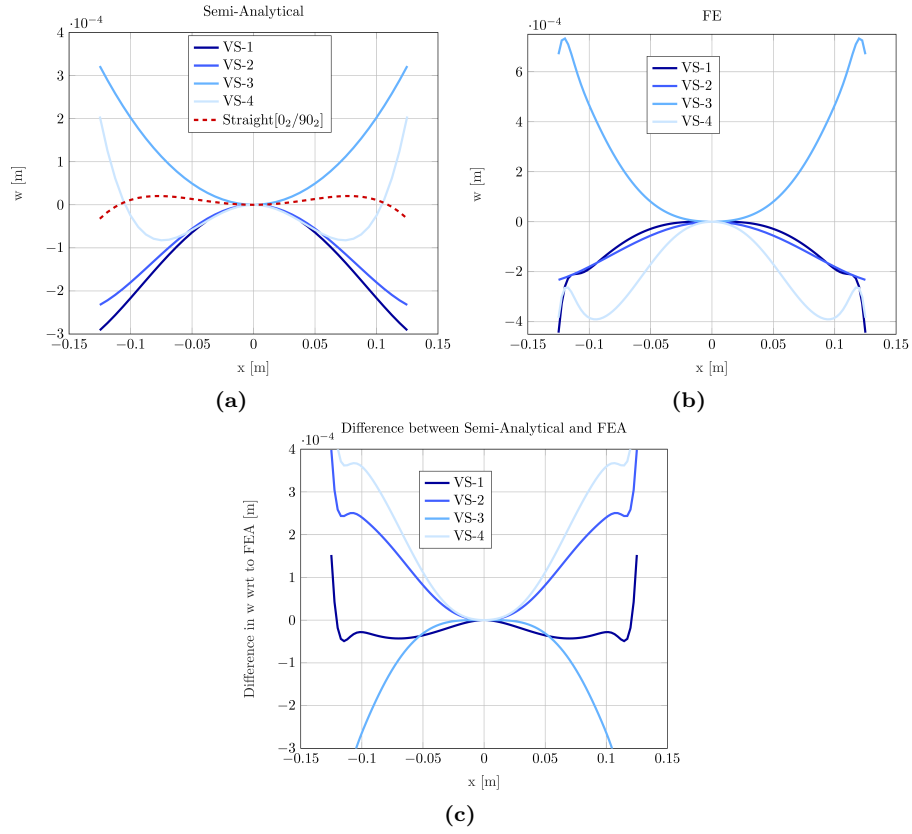 Semi-Analytical
·10⁻⁴
4
3
2
1
0
−1
−2
−3
w [m]
VS-1
VS-2
VS-3
VS-4
Straight[0₂/90₂]
−0.15 −0.1 −0.05 0 0.05 0.1 0.15
x [m]
(a)
FE
·10⁻⁴
6
4
2
0
−2
−4
w [m]
VS-1
VS-2
VS-3
VS-4
−0.15 −0.1 −0.05 0 0.05 0.1 0.15
x [m]
(b)
Difference between Semi-Analytical and FEA
·10⁻⁴
4
3
2
1
0
−1
−2
−3
Difference in w wrt to FEA [m]
VS-1
VS-2
VS-3
VS-4
−0.15 −0.1 −0.05 0 0.05 0.1 0.15
x [m]
(c)